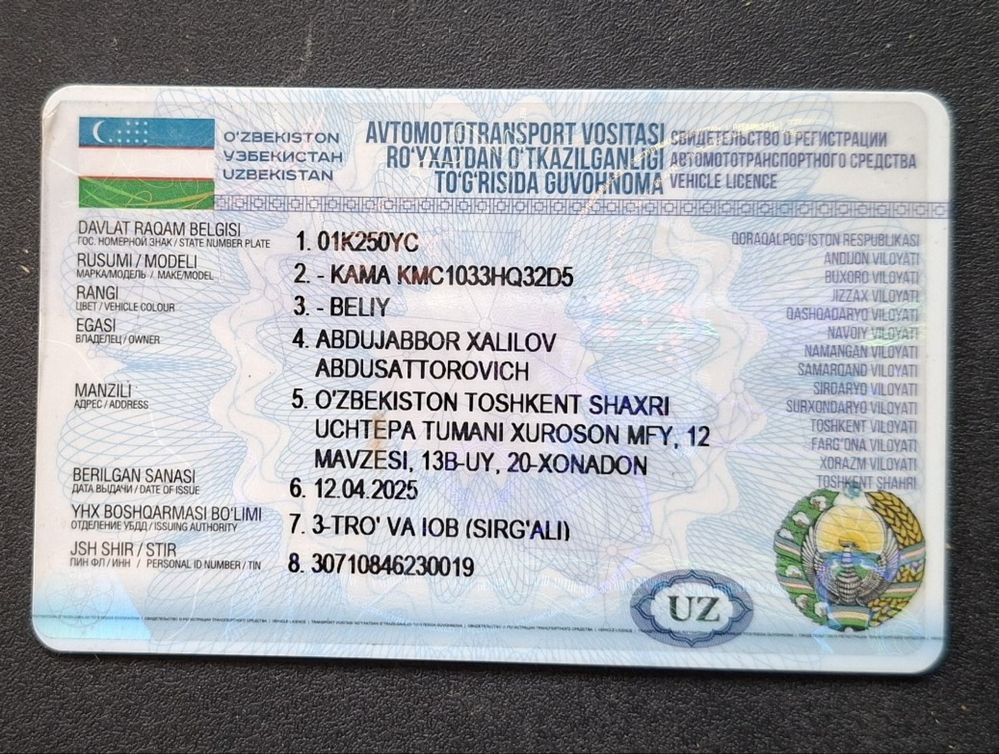 O'ZBEKISTON
УЗБЕКИСТАН
UZBEKISTAN
AVTOMOTOTRANSPORT VOSITASI
RO'YXATDAN O'TKAZILGANLIGI
TO'G'RISIDA GUVOHNOMA
СВИДЕТЕЛЬСТВО О РЕГИСТРАЦИИ
АВТОМОТОТРАНСПОРТНОГО СРЕДСТВА
VEHICLE LICENCE
DAVLAT RAQAM BELGISI
ГОС. НОМЕРНОЙ ЗНАК / STATE NUMBER PLATE
1. 01K250YC
RUSUMI / MODELI
МАРКА/МОДЕЛЬ / MAKE/MODEL
2. - KAMA KMC1033HQ32D5
RANGI
ЦВЕТ / VEHICLE COLOUR
3. - BELIY
EGASI
ВЛАДЕЛЕЦ / OWNER
4. ABDUJABBOR XALILOV
ABDUSATTOROVICH
MANZILI
АДРЕС / ADDRESS
5. O'ZBEKISTON TOSHKENT SHAXRI
UCHTEPA TUMANI XUROSON MFY, 12
MAVZESI, 13B-UY, 20-XONADON
BERILGAN SANASI
ДАТА ВЫДАЧИ / DATE OF ISSUE
6. 12.04.2025
YHX BOSHQARMASI BO'LIMI
ОТДЕЛЕНИЕ УБДД / ISSUING AUTHORITY
7. 3-TRO' VA IOB (SIRG'ALI)
JSH SHIR / STIR
ПИН ФЛ / ИНН / PERSONAL ID NUMBER / TIN
8. 30710846230019
QORAQALPOG'ISTON RESPUBLIKASI
ANDIJON VILOYATI
BUXORO VILOYATI
JIZZAX VILOYATI
QASHQADARYO VILOYATI
NAVOIY VILOYATI
NAMANGAN VILOYATI
SAMARQAND VILOYATI
SIRDARYO VILOYATI
SURXONDARYO VILOYATI
TOSHKENT VILOYATI
FARG'ONA VILOYATI
XORAZM VILOYATI
TOSHKENT SHAHRI
UZ